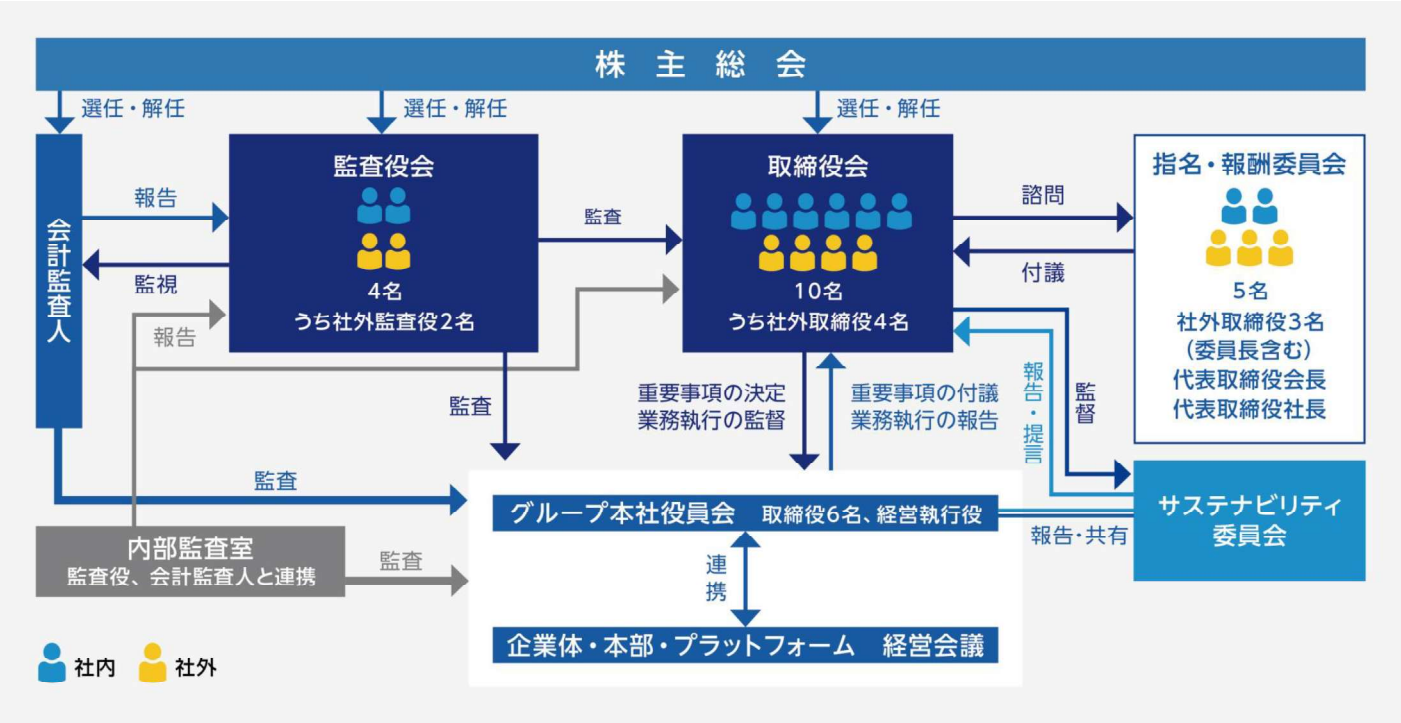 株主総会
選任・解任
選任・解任
選任・解任
会計監査人
報告
監視
監査役会
4名
うち社外監査役2名
監査
取締役会
10名
うち社外取締役4名
諮問
付議
指名・報酬委員会
5名
社外取締役3名
(委員長含む)
代表取締役会長
代表取締役社長
報告
監査
重要事項の決定
業務執行の監督
重要事項の付議
業務執行の報告
報告・提言
監督
監査
グループ本社役員会 取締役6名、経営執行役
報告・共有
サステナビリティ
委員会
内部監査室
監査役、会計監査人と連携
監査
連携
企業体・本部・プラットフォーム 経営会議
社内
社外